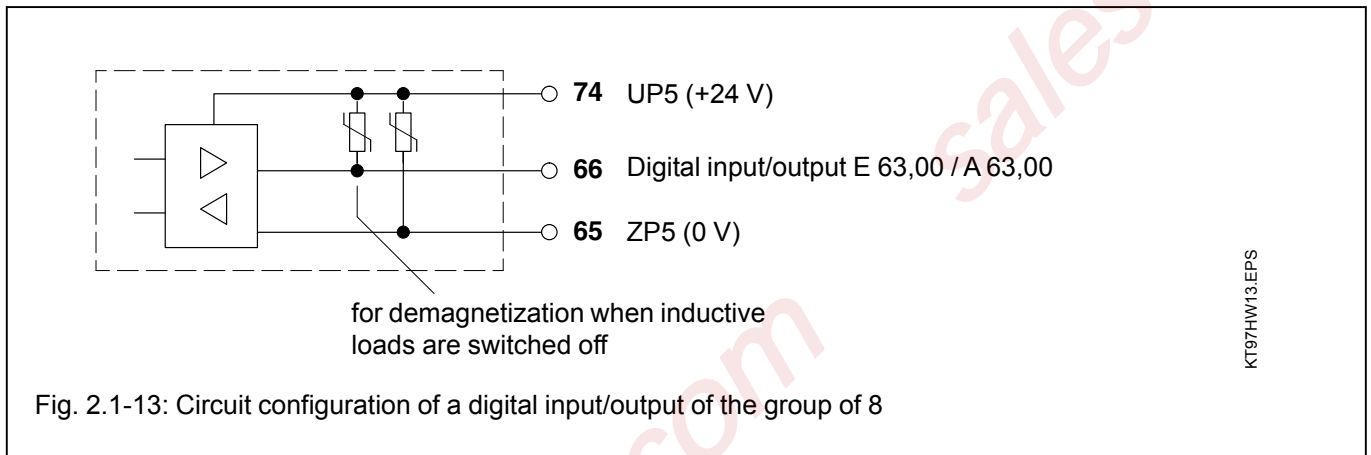 74 UP5 (+24 V)
66 Digital input/output E 63,00 / A 63,00
65 ZP5 (0 V)
for demagnetization when inductive
loads are switched off
KT97HW13.EPS
Fig. 2.1-13: Circuit configuration of a digital input/output of the group of 8
sales
com